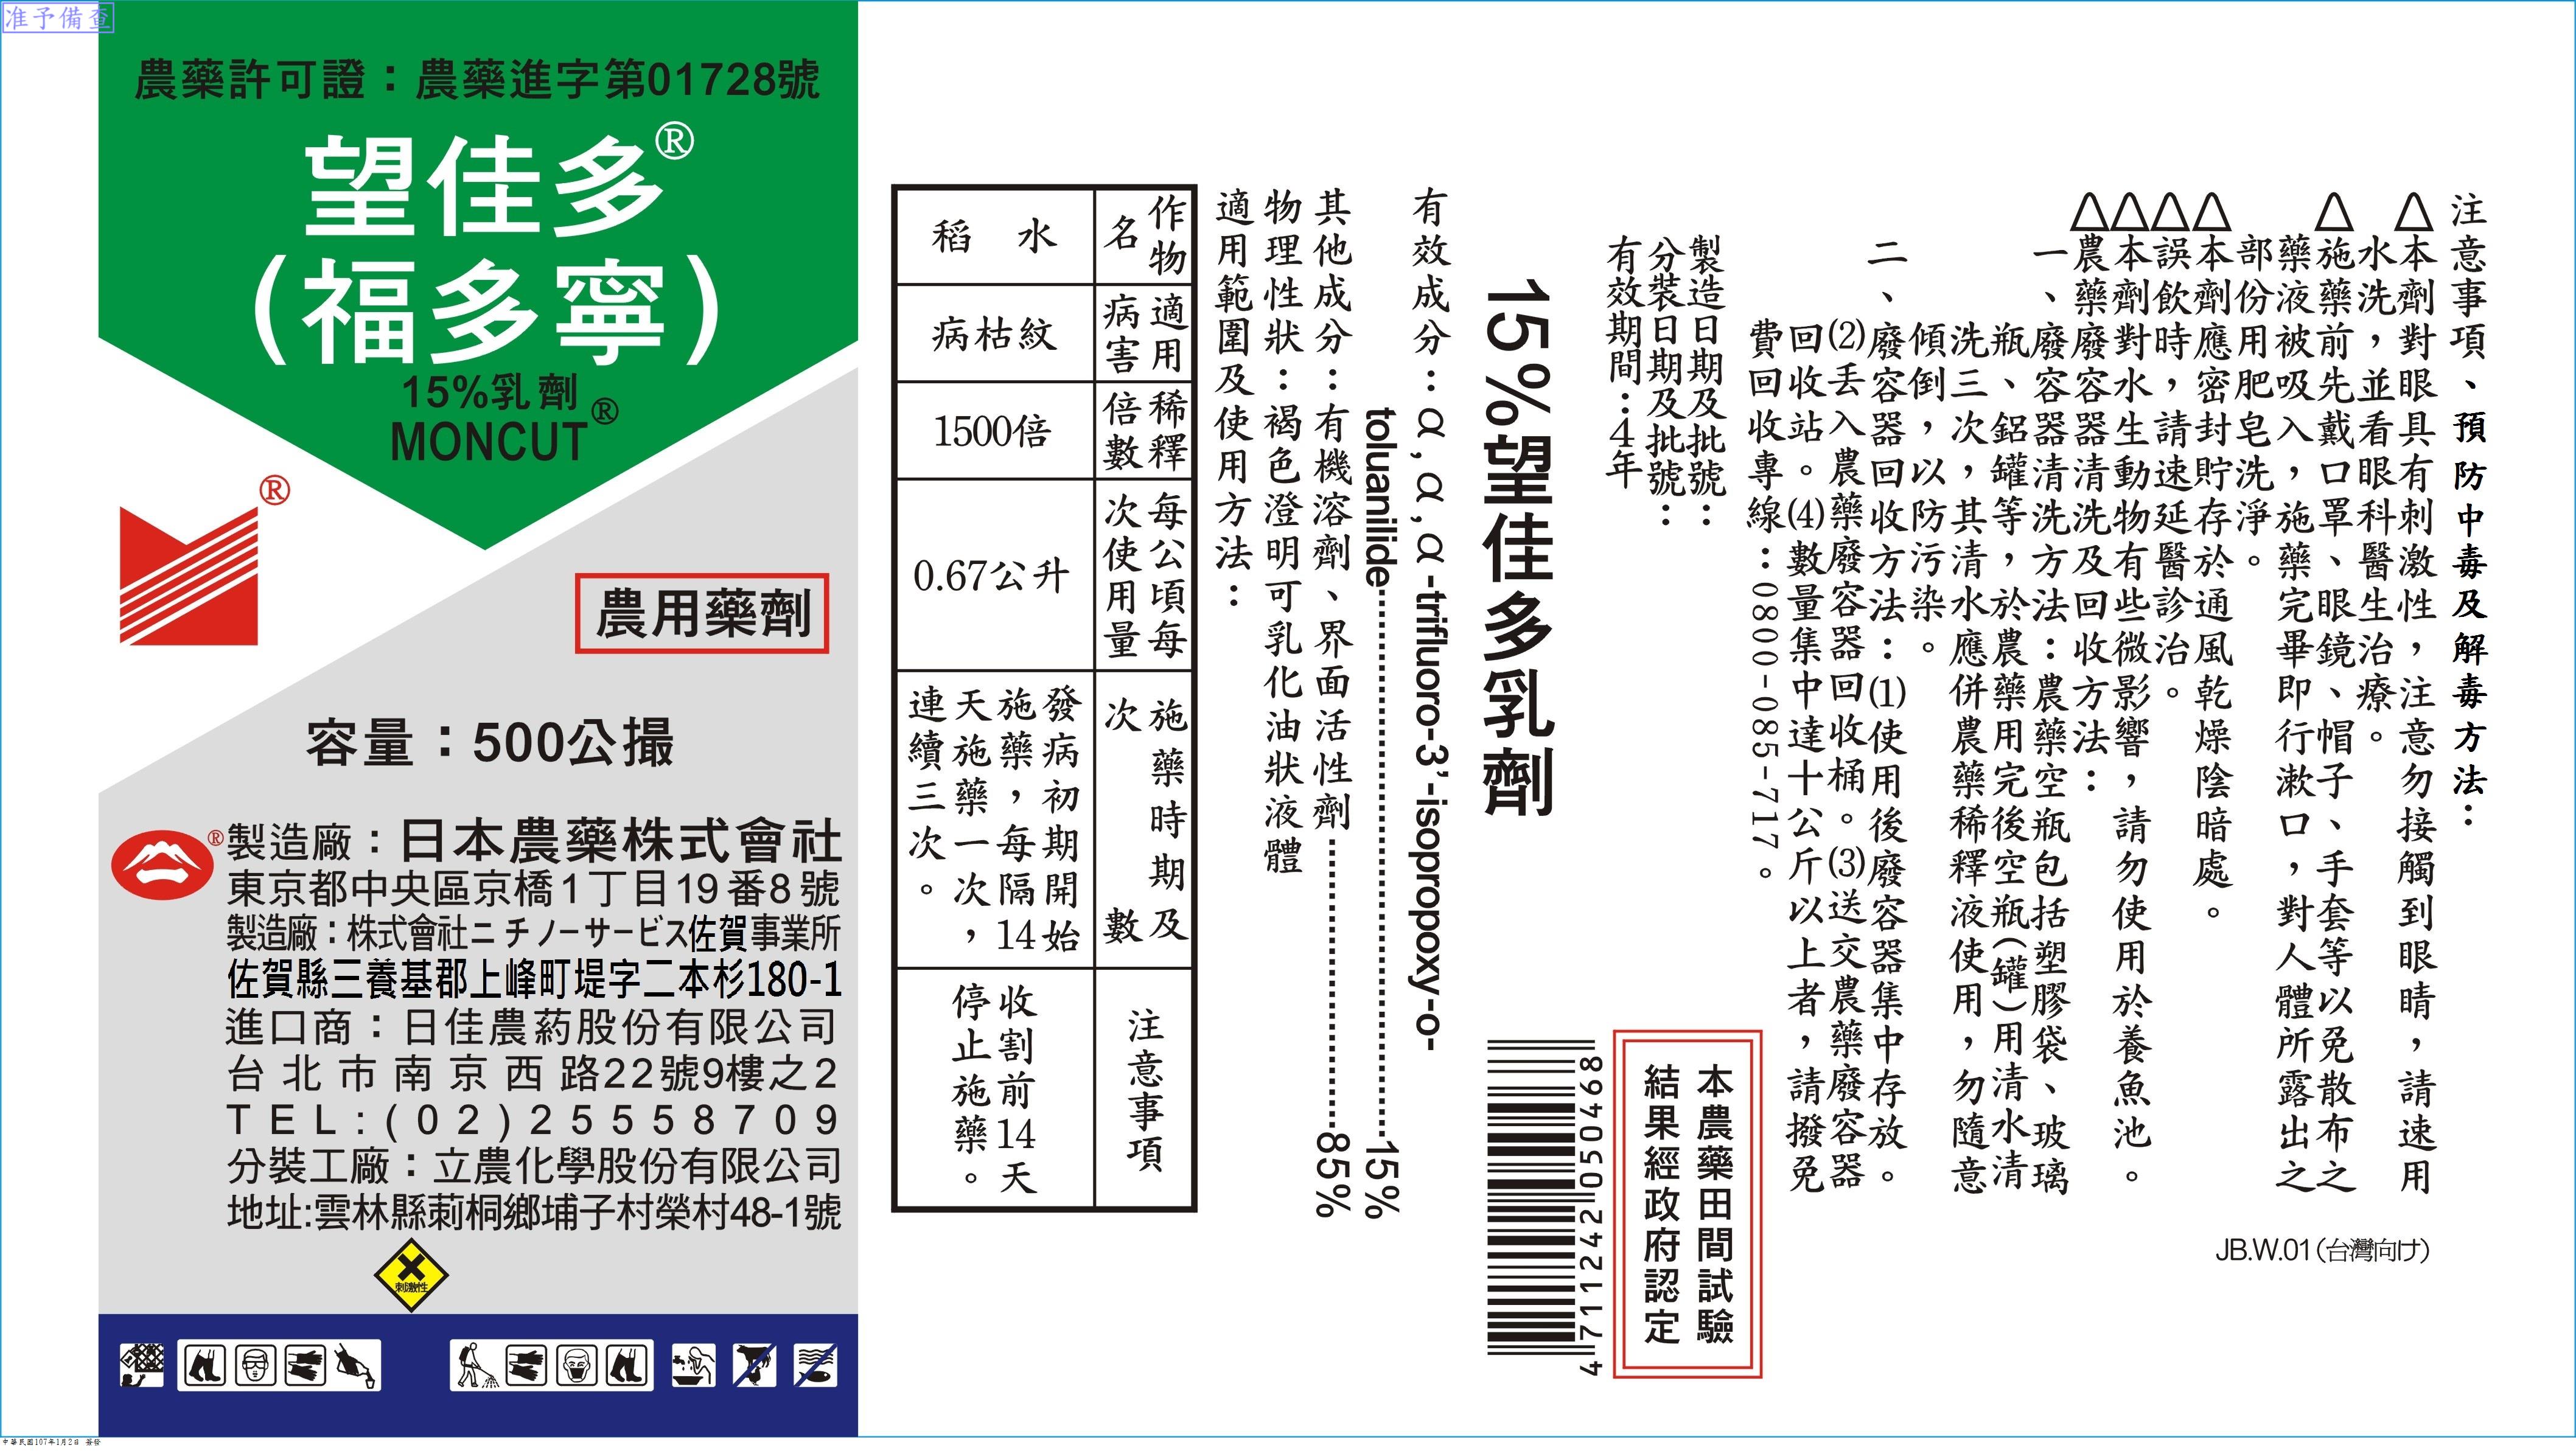 准予備查
農藥許可證：農藥進字第01728號
望佳多®
(福多寧)
15%乳劑
MONCUT®
®
農用藥劑
容量：500公撮
®製造廠：日本農藥株式會社
東京都中央區京橋1丁目19番8號
製造廠：株式會社ニチノーサービス佐賀事業所
佐賀縣三養基郡上峰町堤字二本杉180-1
進口商：日佳農葯股份有限公司
台北市南京西路22號9樓之2
TEL:(02)25558709
分裝工廠：立農化學股份有限公司
地址:雲林縣莿桐鄉埔子村榮村48-1號
刺激性
注意事項、預防中毒及解毒方法：
△本劑對眼具有刺激性，注意勿接觸到眼睛，請速用
水洗，並看眼科醫生治療。
△施藥前先戴口罩、眼鏡、帽子、手套等以免散布之
藥液被吸入，施藥完畢即行漱口，對人體所露出之
部份用肥皂洗淨。
△本劑應密封貯存於通風乾燥陰暗處。
△誤飲時，請速延醫診治。
△本劑對水生動物有些微影響，請勿使用於養魚池。
△農藥廢容器清洗及回收方法：
一、廢容器清洗方法：農藥空瓶包括塑膠袋、玻璃
瓶、鋁罐等，於農藥用完後空瓶(罐)用清水清
洗三次，其清水應併農藥稀釋液使用，勿隨意
傾倒，以防污染。
二、廢容器回收方法：(1)使用後廢容器集中存放。
(2)丟入農藥廢容器回收桶。(3)送交農藥廢容器
回收站。(4)數量集中達十公斤以上者，請撥免
費回收專線：0800-085-717。
製造日期及批號：
分裝日期及批號：
有效期間：4年
本農藥田間試驗
結果經政府認定
4711242050468
15%望佳多乳劑
有效成分：α,α,α-trifluoro-3'-isopropoxy-o-
toluanilide 15%
其他成分：有機溶劑、界面活性劑 85%
物理性狀：褐色澄明可乳化油狀液體
適用範圍及使用方法：
作物
名
適用
病害
稀釋
倍數
每公頃每
次使用量
施藥時期及
次數
注意事項
水稻
紋枯病
1500倍
0.67公升
發病初期開始
施藥，每隔14
天施藥一次，
連續三次。
收割前14天
停止施藥。
JB.W.01(台灣向け)
中華民國107年1月2日 簽發